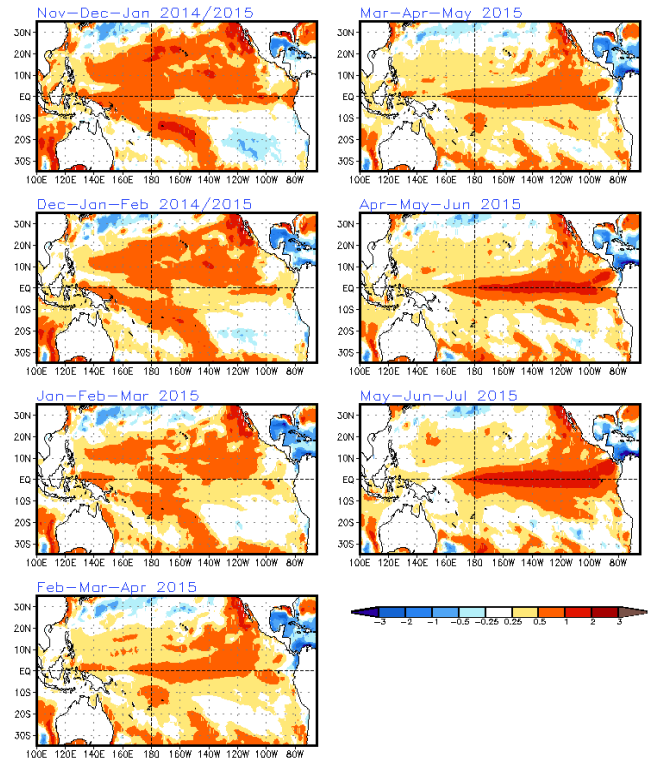 Nov-Dec-Jan 2014/2015
30N
20N
10N
EQ
10S
20S
30S
100E 120E 140E 160E 180 160W 140W 120W 100W 80W
Dec-Jan-Feb 2014/2015
30N
20N
10N
EQ
10S
20S
30S
100E 120E 140E 160E 180 160W 140W 120W 100W 80W
Jan-Feb-Mar 2015
30N
20N
10N
EQ
10S
20S
30S
100E 120E 140E 160E 180 160W 140W 120W 100W 80W
Feb-Mar-Apr 2015
30N
20N
10N
EQ
10S
20S
30S
100E 120E 140E 160E 180 160W 140W 120W 100W 80W
Mar-Apr-May 2015
30N
20N
10N
EQ
10S
20S
30S
100E 120E 140E 160E 180 160W 140W 120W 100W 80W
Apr-May-Jun 2015
30N
20N
10N
EQ
10S
20S
30S
100E 120E 140E 160E 180 160W 140W 120W 100W 80W
May-Jun-Jul 2015
30N
20N
10N
EQ
10S
20S
30S
100E 120E 140E 160E 180 160W 140W 120W 100W 80W
-3 -2 -1 -0.5 -0.25 0.25 0.5 1 2 3